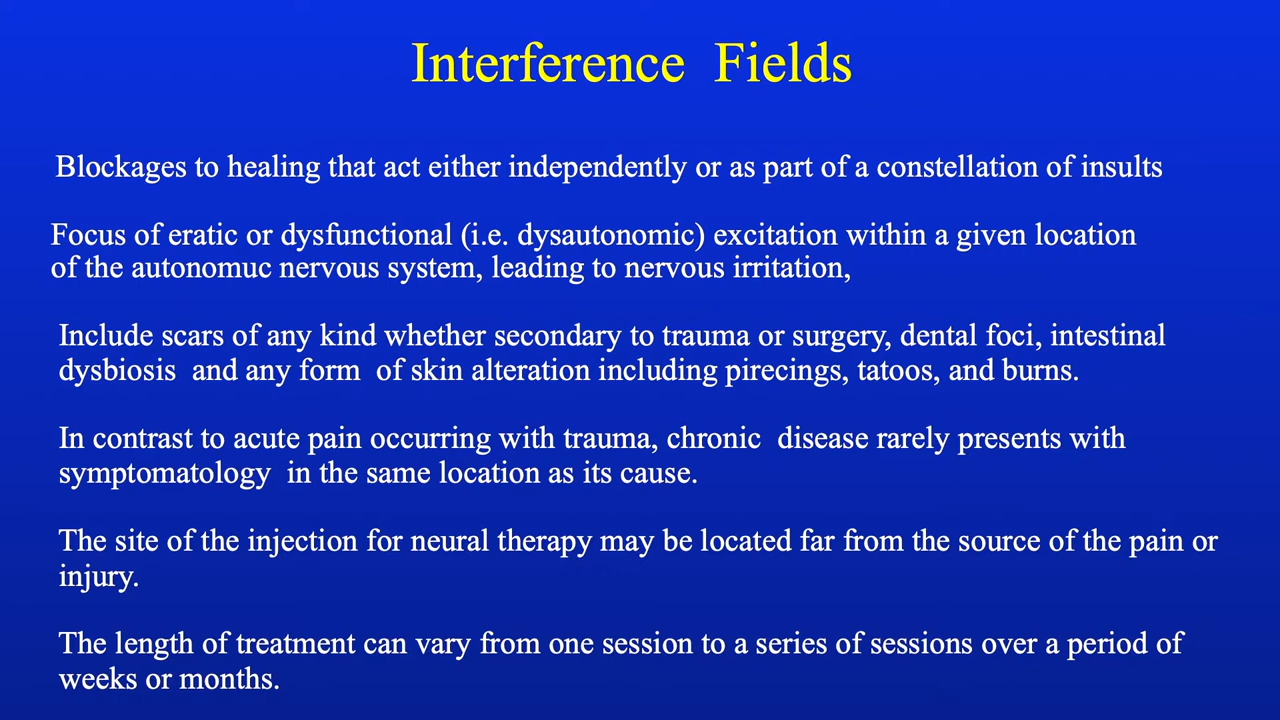 Interference Fields
Blockages to healing that act either independently or as part of a constellation of insults
Focus of eratic or dysfunctional (i.e. dysautonomic) excitation within a given location
of the autonomuc nervous system, leading to nervous irritation,
Include scars of any kind whether secondary to trauma or surgery, dental foci, intestinal
dysbiosis and any form of skin alteration including pirecings, tatoos, and burns.
In contrast to acute pain occurring with trauma, chronic disease rarely presents with
symptomatology in the same location as its cause.
The site of the injection for neural therapy may be located far from the source of the pain or
injury.
The length of treatment can vary from one session to a series of sessions over a period of
weeks or months.